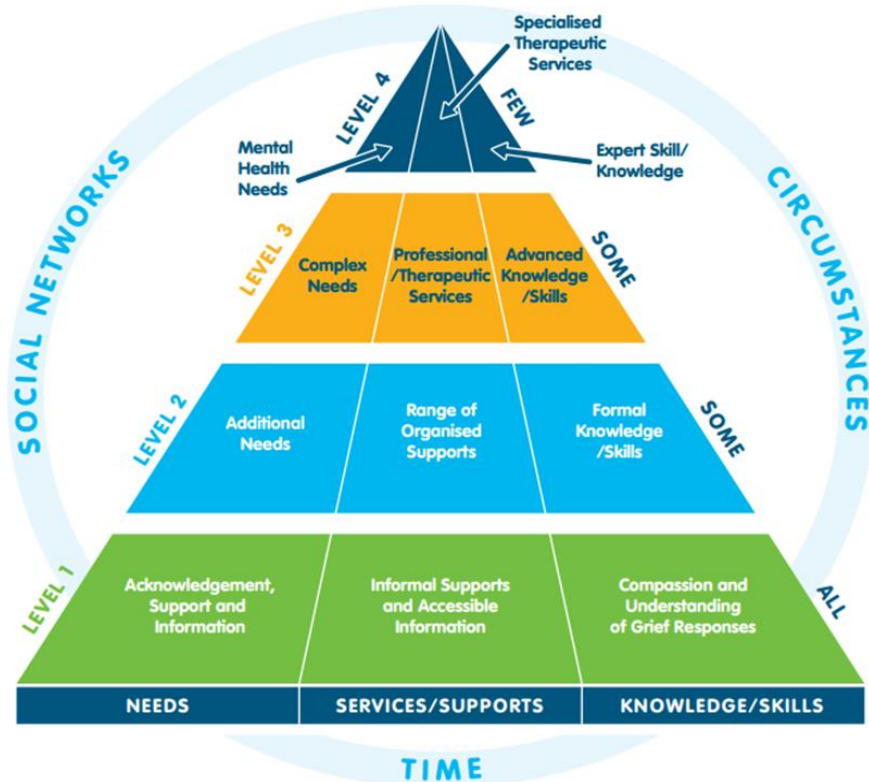 Specialised
Therapeutic
Services
LEVEL 4
FEW
Mental
Health
Needs
Expert Skill/
Knowledge
SOCIAL NETWORKS
CIRCUMSTANCES
LEVEL 3
Complex
Needs
Professional
/Therapeutic
Services
Advanced
Knowledge
/Skills
SOME
LEVEL 2
Additional
Needs
Range of
Organised
Supports
Formal
Knowledge
/Skills
SOME
LEVEL 1
Acknowledgement,
Support and
Information
Informal Supports
and Accessible
Information
Compassion and
Understanding
of Grief Responses
ALL
NEEDS
SERVICES/SUPPORTS
KNOWLEDGE/SKILLS
TIME